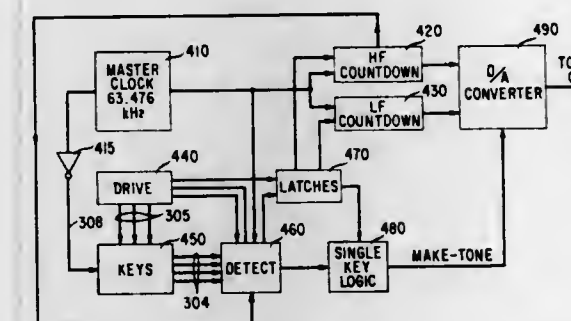 410
MASTER
CLOCK
63.476
kHz
420
HF
COUNTDOWN
490
D/A
CONVERTER
TO
430
LF
COUNTDOWN
415
440
DRIVE
470
LATCHES
308
305
450
KEYS
304
460
DETECT
480
SINGLE
KEY
LOGIC
MAKE-TONE